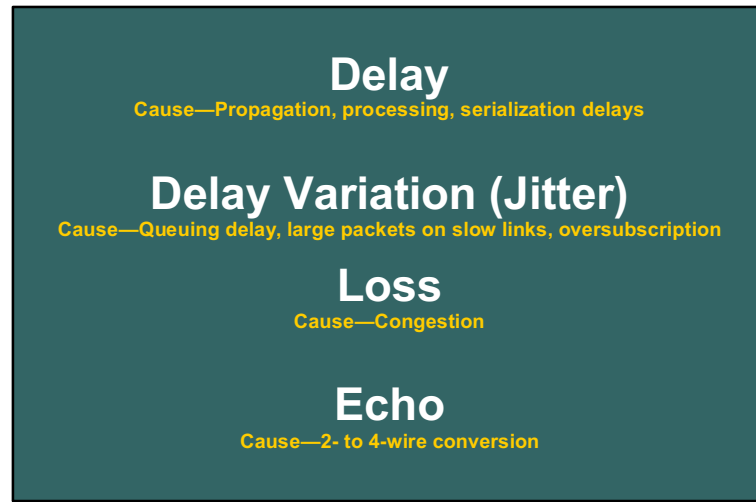 Delay
Cause—Propagation, processing, serialization delays
Delay Variation (Jitter)
Cause—Queuing delay, large packets on slow links, oversubscription
Loss
Cause—Congestion
Echo
Cause—2- to 4-wire conversion